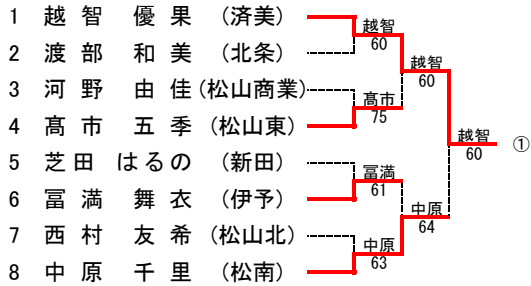 1 越智 優果 (済美)
2 渡部 和美 (北条)
3 河野 由佳 (松山商業)
4 髙市 五季 (松山東)
5 芝田 はるの (新田)
6 冨満 舞衣 (伊予)
7 西村 友希 (松山北)
8 中原 千里 (松南)
越智
60
髙市
75
冨満
61
中原
63
越智
60
中原
64
越智
60
①